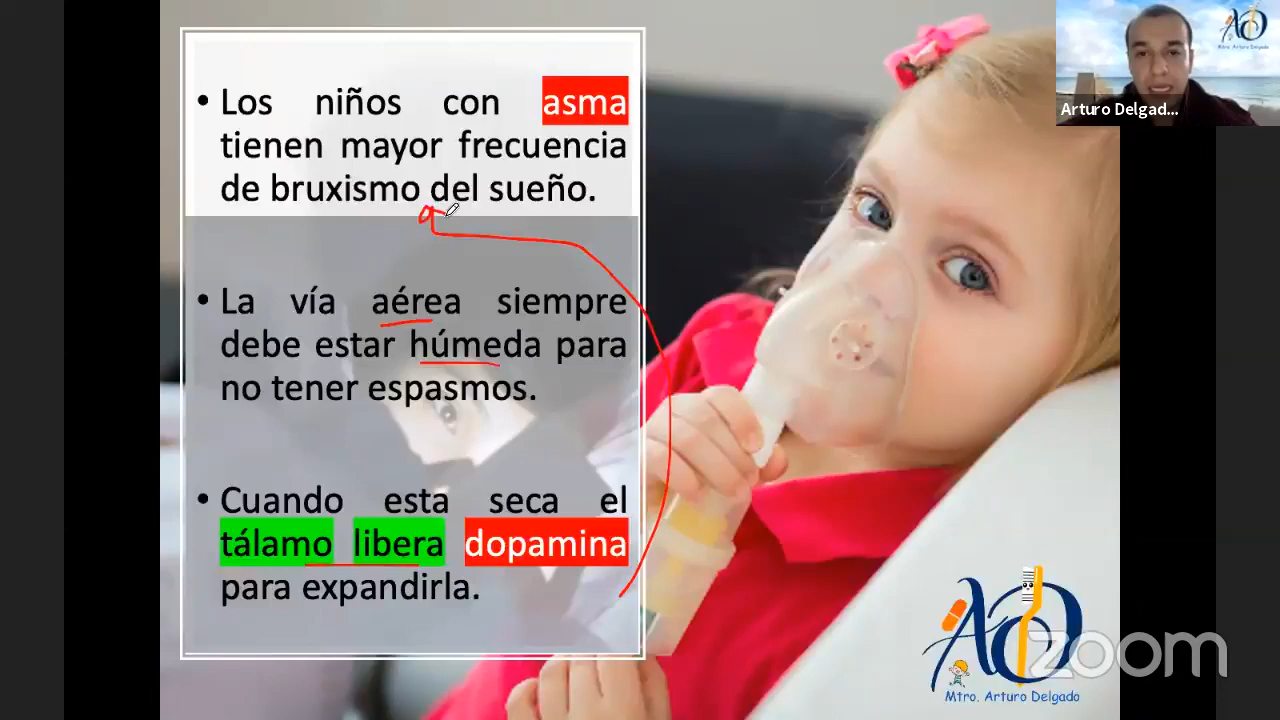 • Los niños con asma
tienen mayor frecuencia
de bruxismo del sueño.
• La vía aérea siempre
debe estar húmeda para
no tener espasmos.
• Cuando esta seca el
tálamo libera dopamina
para expandirla.
Arturo Delgad...
AD
Mtro. Arturo Delgado
AD
Mtro. Arturo Delgado
zoom